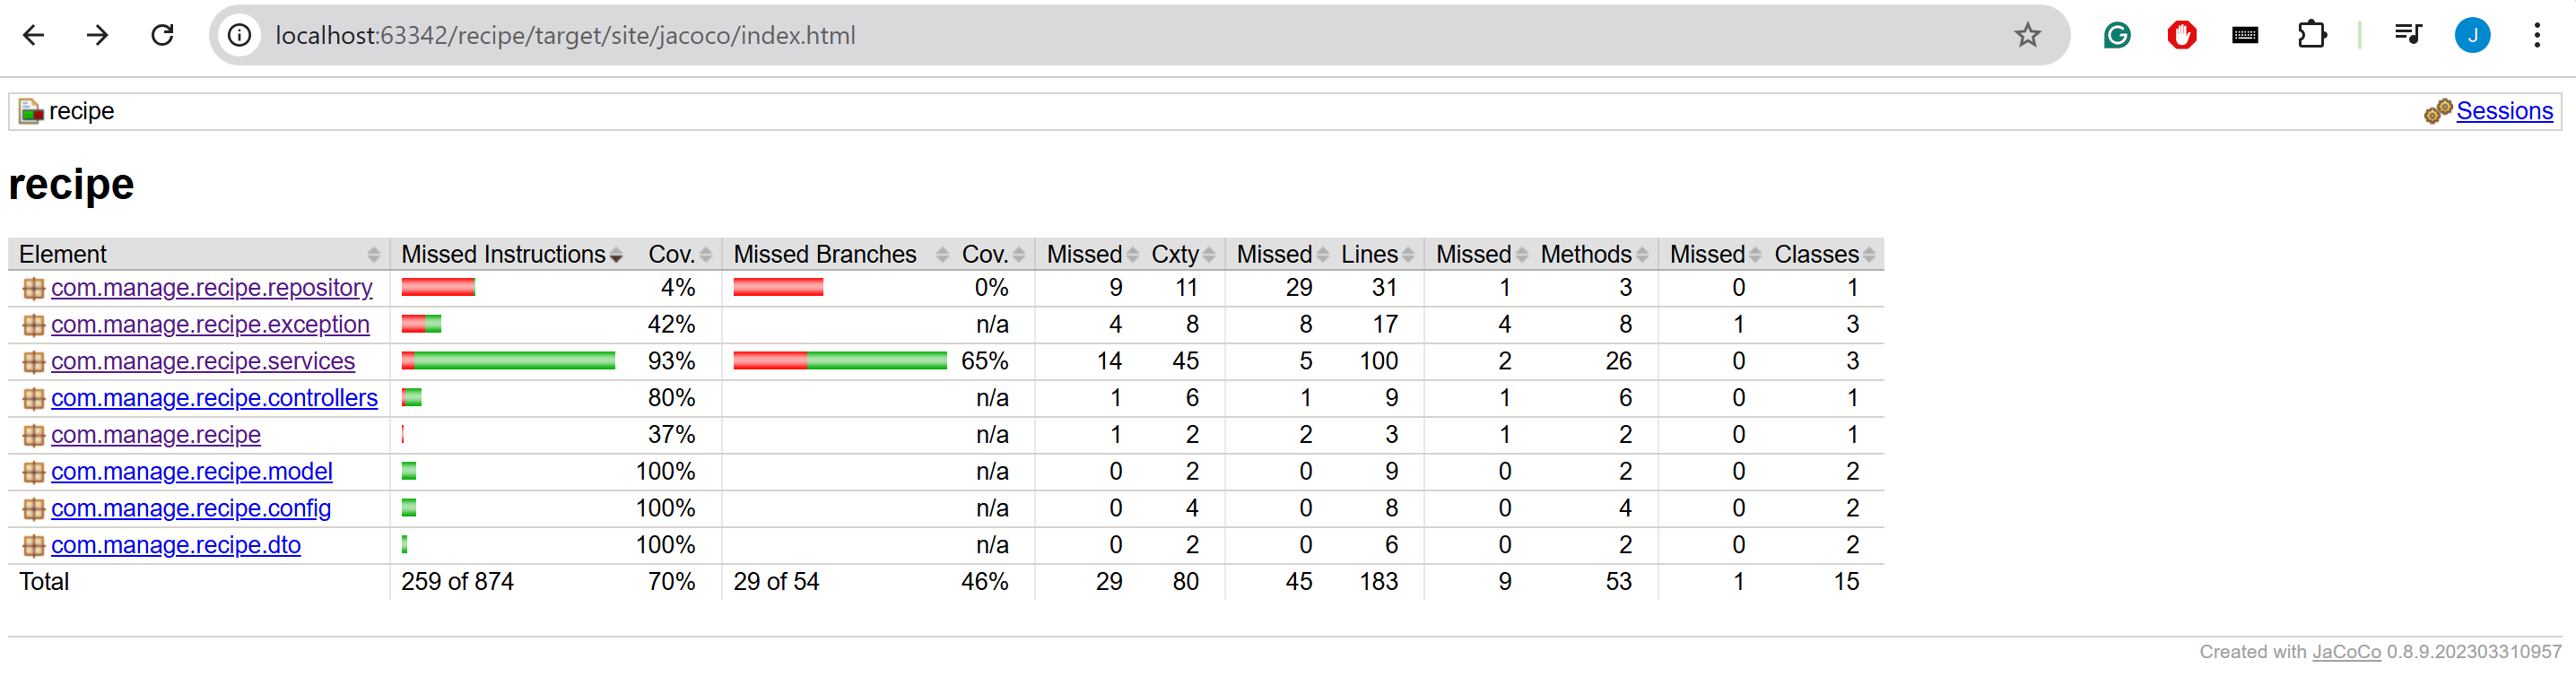 localhost:63342/recipe/target/site/jacoco/index.html
J
recipe Sessions
recipe
Element Missed Instructions Cov. Missed Branches Cov. Missed Cxty Missed Lines Missed Methods Missed Classes
com.manage.recipe.repository 4% 0% 9 11 29 31 1 3 0 1
com.manage.recipe.exception 42% n/a 4 8 8 17 4 8 1 3
com.manage.recipe.services 93% 65% 14 45 5 100 2 26 0 3
com.manage.recipe.controllers 80% n/a 1 6 1 9 1 6 0 1
com.manage.recipe 37% n/a 1 2 2 3 1 2 0 1
com.manage.recipe.model 100% n/a 0 2 0 9 0 2 0 2
com.manage.recipe.config 100% n/a 0 4 0 8 0 4 0 2
com.manage.recipe.dto 100% n/a 0 2 0 6 0 2 0 2
Total 259 of 874 70% 29 of 54 46% 29 80 45 183 9 53 1 15
Created with JaCoCo 0.8.9.202303310957